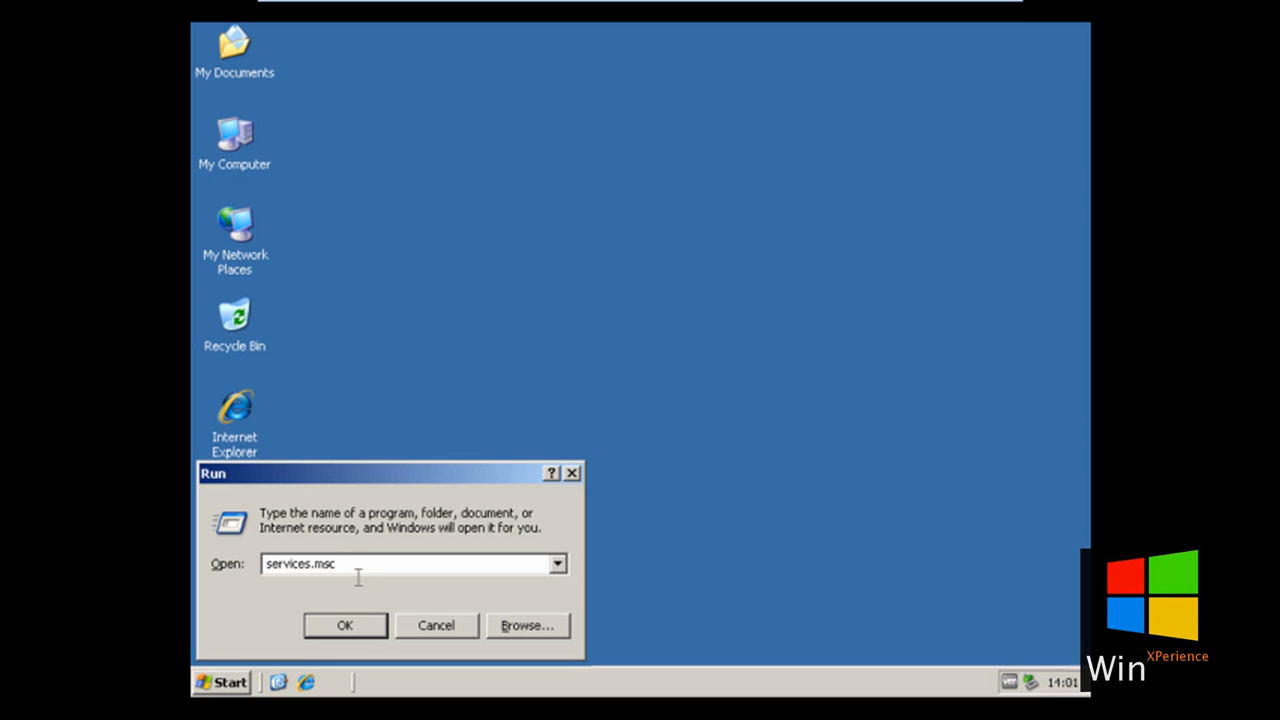 My Documents
My Computer
My Network
Places
Recycle Bin
Internet
Explorer
Run
Type the name of a program, folder, document, or
Internet resource, and Windows will open it for you.
Open:
services.msc
OK
Cancel
Browse...
Start
14:01
Win
XPerience